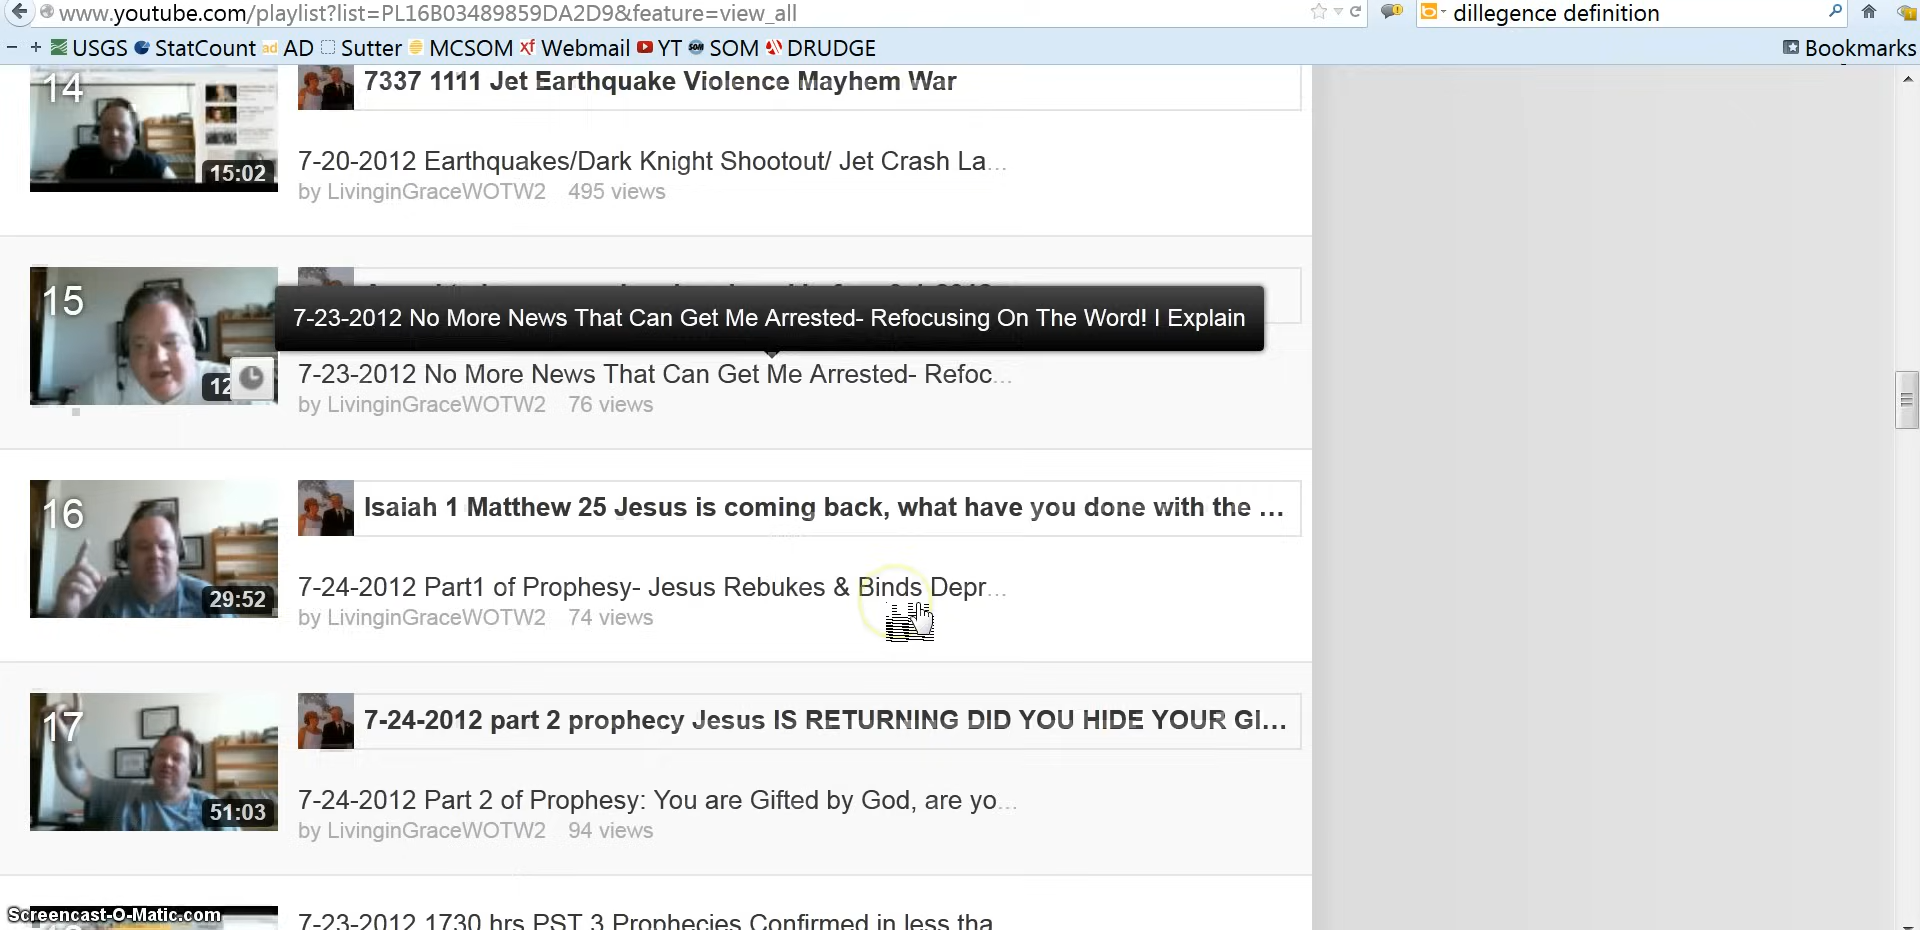 www.youtube.com/playlist?list=PL16B03489859DA2D9&feature=view_all
dillegence definition
USGS StatCount ad AD Sutter MCSOM xf Webmail YT SOM DRUDGE Bookmarks
14
7337 1111 Jet Earthquake Violence Mayhem War
15:02
7-20-2012 Earthquakes/Dark Knight Shootout/ Jet Crash La...
by LivinginGraceWOTW2 495 views
15
7-23-2012 No More News That Can Get Me Arrested- Refocusing On The Word! I Explain
12
7-23-2012 No More News That Can Get Me Arrested- Refoc...
by LivinginGraceWOTW2 76 views
16
Isaiah 1 Matthew 25 Jesus is coming back, what have you done with the ...
29:52
7-24-2012 Part1 of Prophesy- Jesus Rebukes & Binds Depr...
by LivinginGraceWOTW2 74 views
17
7-24-2012 part 2 prophecy Jesus IS RETURNING DID YOU HIDE YOUR GI...
51:03
7-24-2012 Part 2 of Prophesy: You are Gifted by God, are yo...
by LivinginGraceWOTW2 94 views
Screencast-O-Matic.com
7-23-2012 1730 hrs PST 3 Prophecies Confirmed in less tha